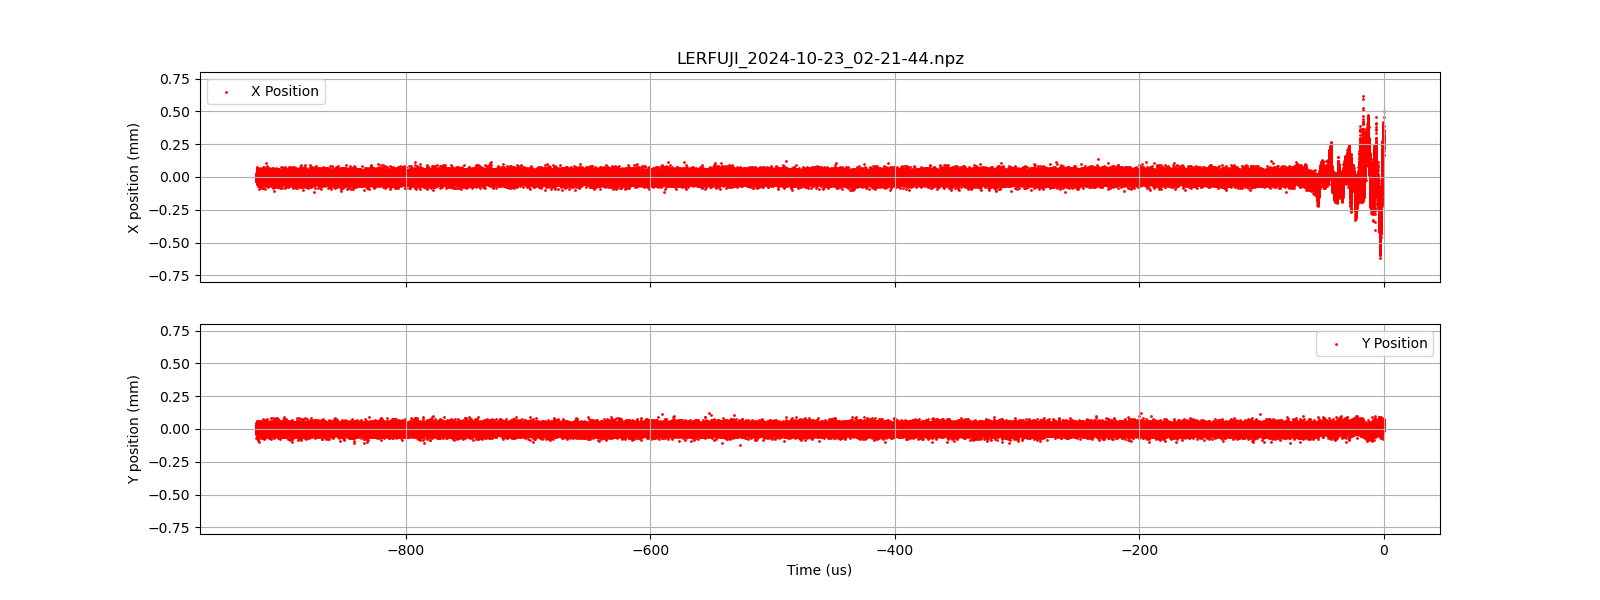 LERFUJI_2024-10-23_02-21-44.npz
X position (mm)
0.75
0.50
0.25
0.00
−0.25
−0.50
−0.75
X Position
Y position (mm)
0.75
0.50
0.25
0.00
−0.25
−0.50
−0.75
Y Position
−800 −600 −400 −200 0
Time (us)